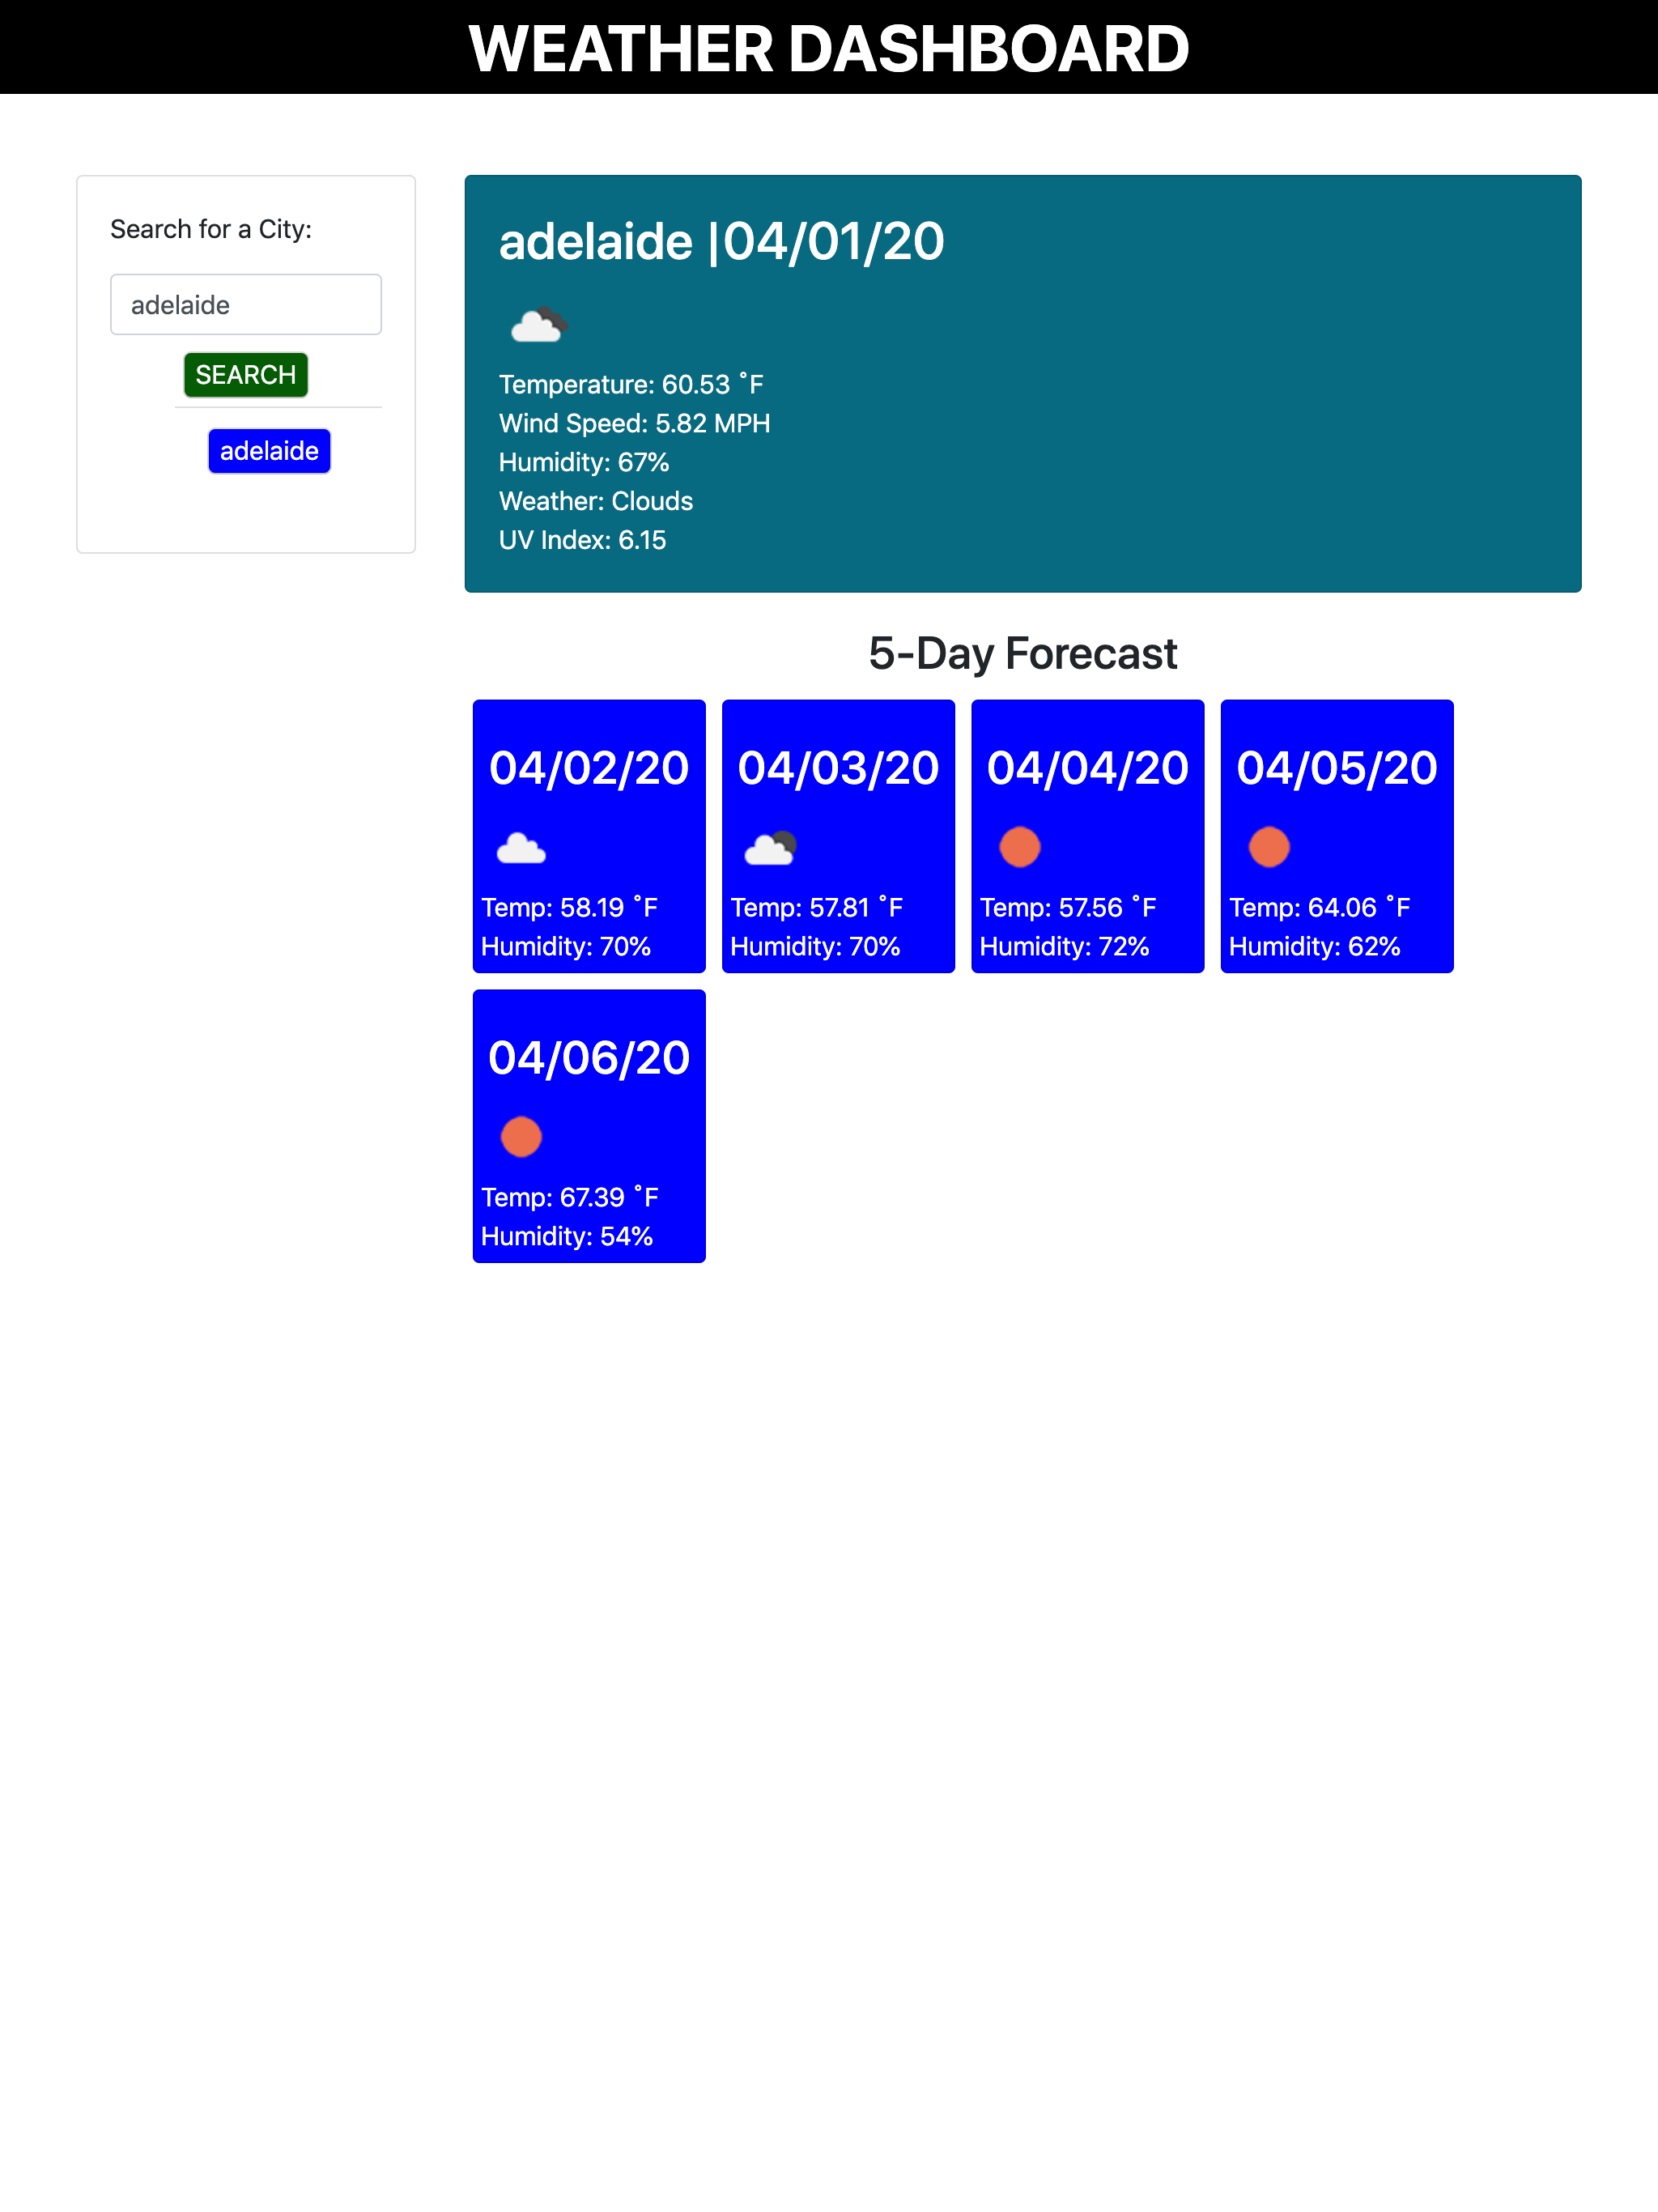 WEATHER DASHBOARD
Search for a City:
adelaide
SEARCH
adelaide
adelaide |04/01/20
Temperature: 60.53 ˚F
Wind Speed: 5.82 MPH
Humidity: 67%
Weather: Clouds
UV Index: 6.15
5-Day Forecast
04/02/20
Temp: 58.19 ˚F
Humidity: 70%
04/03/20
Temp: 57.81 ˚F
Humidity: 70%
04/04/20
Temp: 57.56 ˚F
Humidity: 72%
04/05/20
Temp: 64.06 ˚F
Humidity: 62%
04/06/20
Temp: 67.39 ˚F
Humidity: 54%